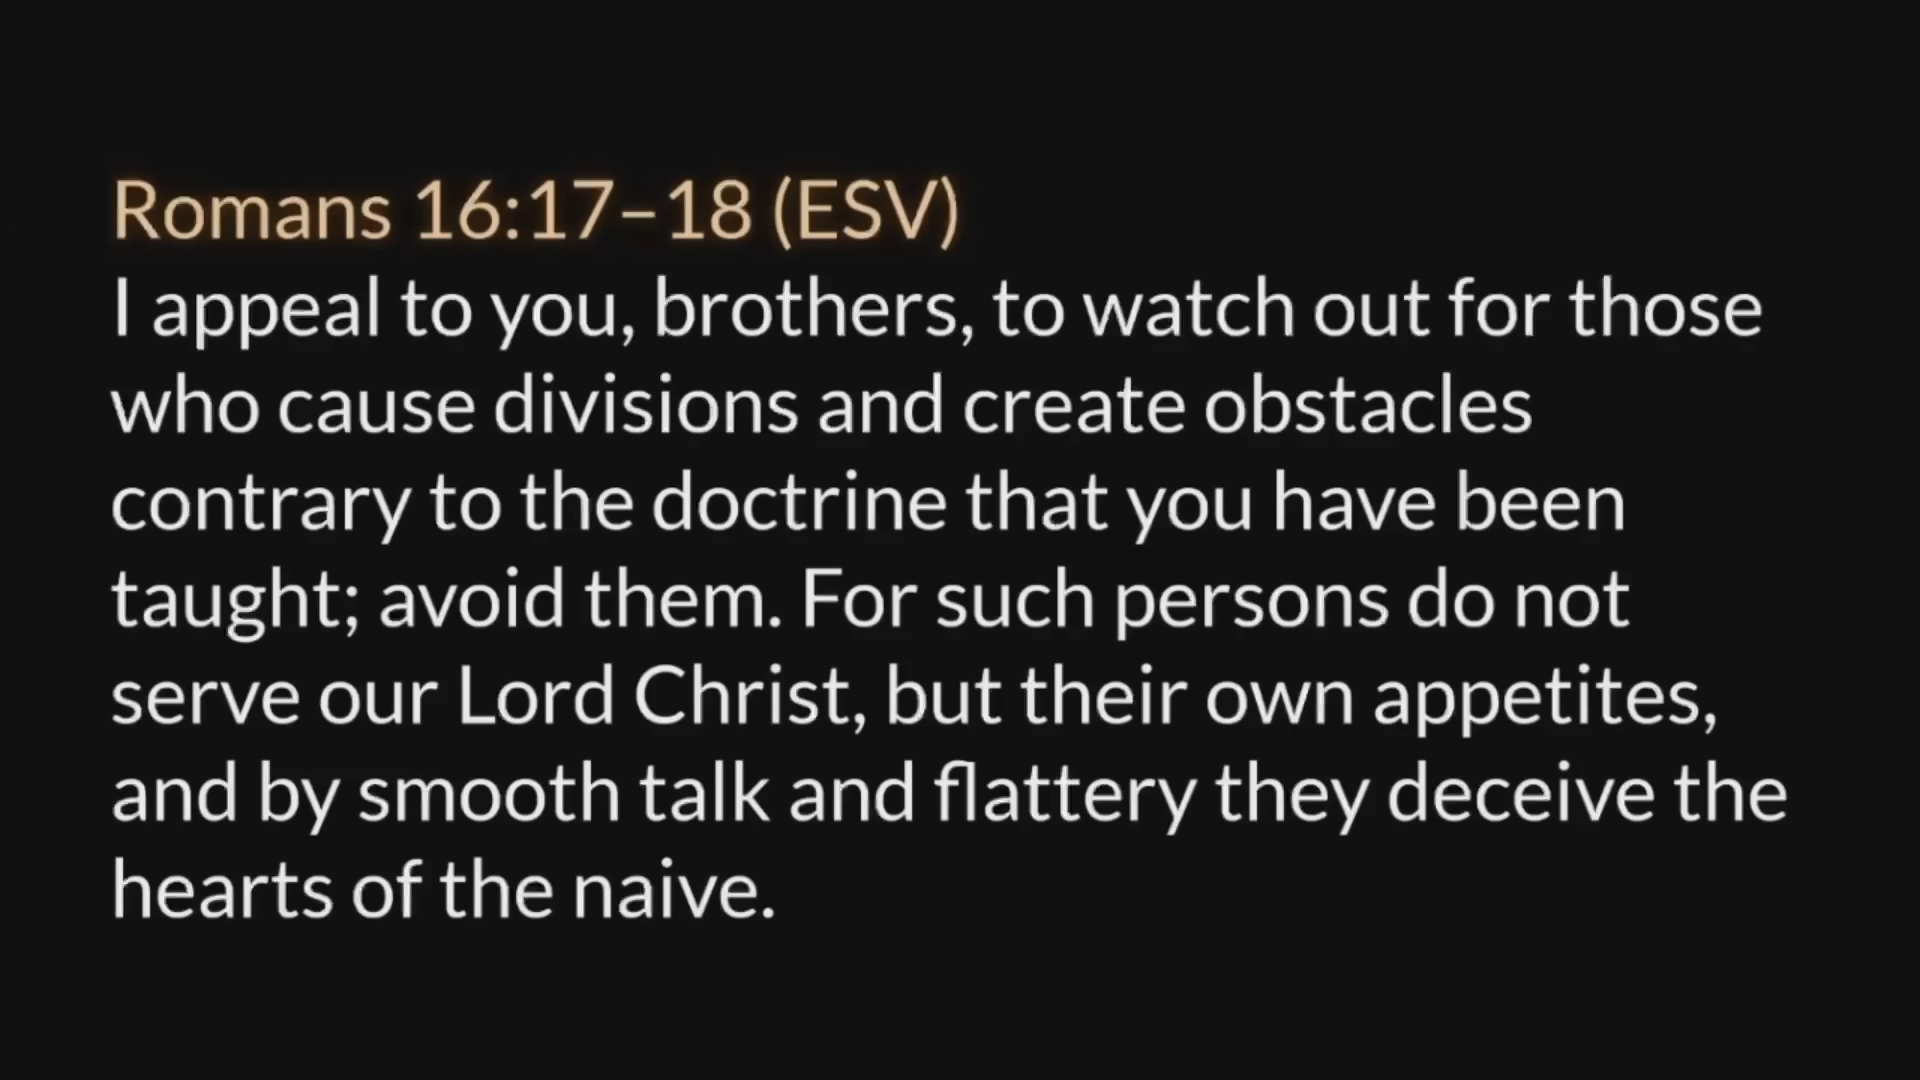 Romans 16:17–18 (ESV)
I appeal to you, brothers, to watch out for those
who cause divisions and create obstacles
contrary to the doctrine that you have been
taught; avoid them. For such persons do not
serve our Lord Christ, but their own appetites,
and by smooth talk and flattery they deceive the
hearts of the naive.